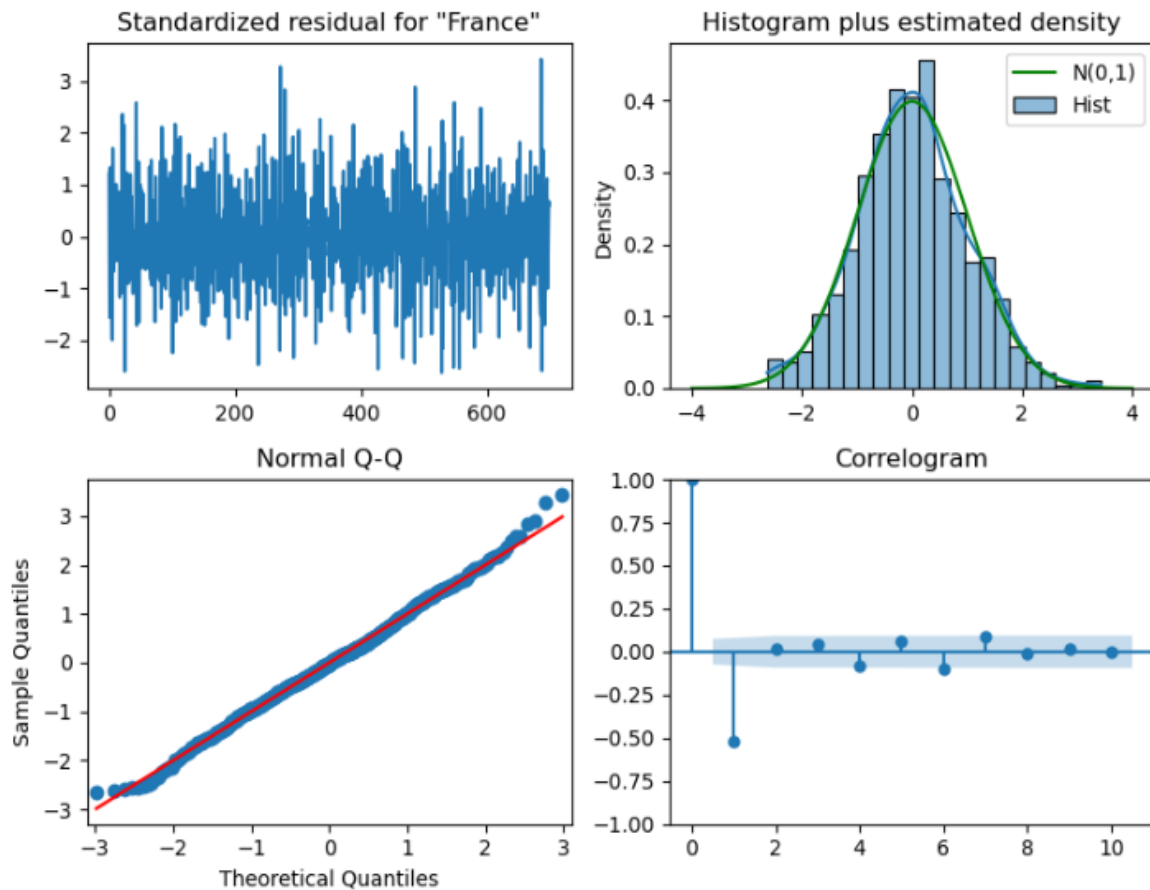 Standardized residual for "France"
3
2
1
0
−1
−2
0 200 400 600
Histogram plus estimated density
N(0,1)
Hist
Density
0.4
0.3
0.2
0.1
0.0
−4 −2 0 2 4
Normal Q-Q
Sample Quantiles
3
2
1
0
−1
−2
−3
−3 −2 −1 0 1 2 3
Theoretical Quantiles
Correlogram
1.00
0.75
0.50
0.25
0.00
−0.25
−0.50
−0.75
−1.00
0 2 4 6 8 10